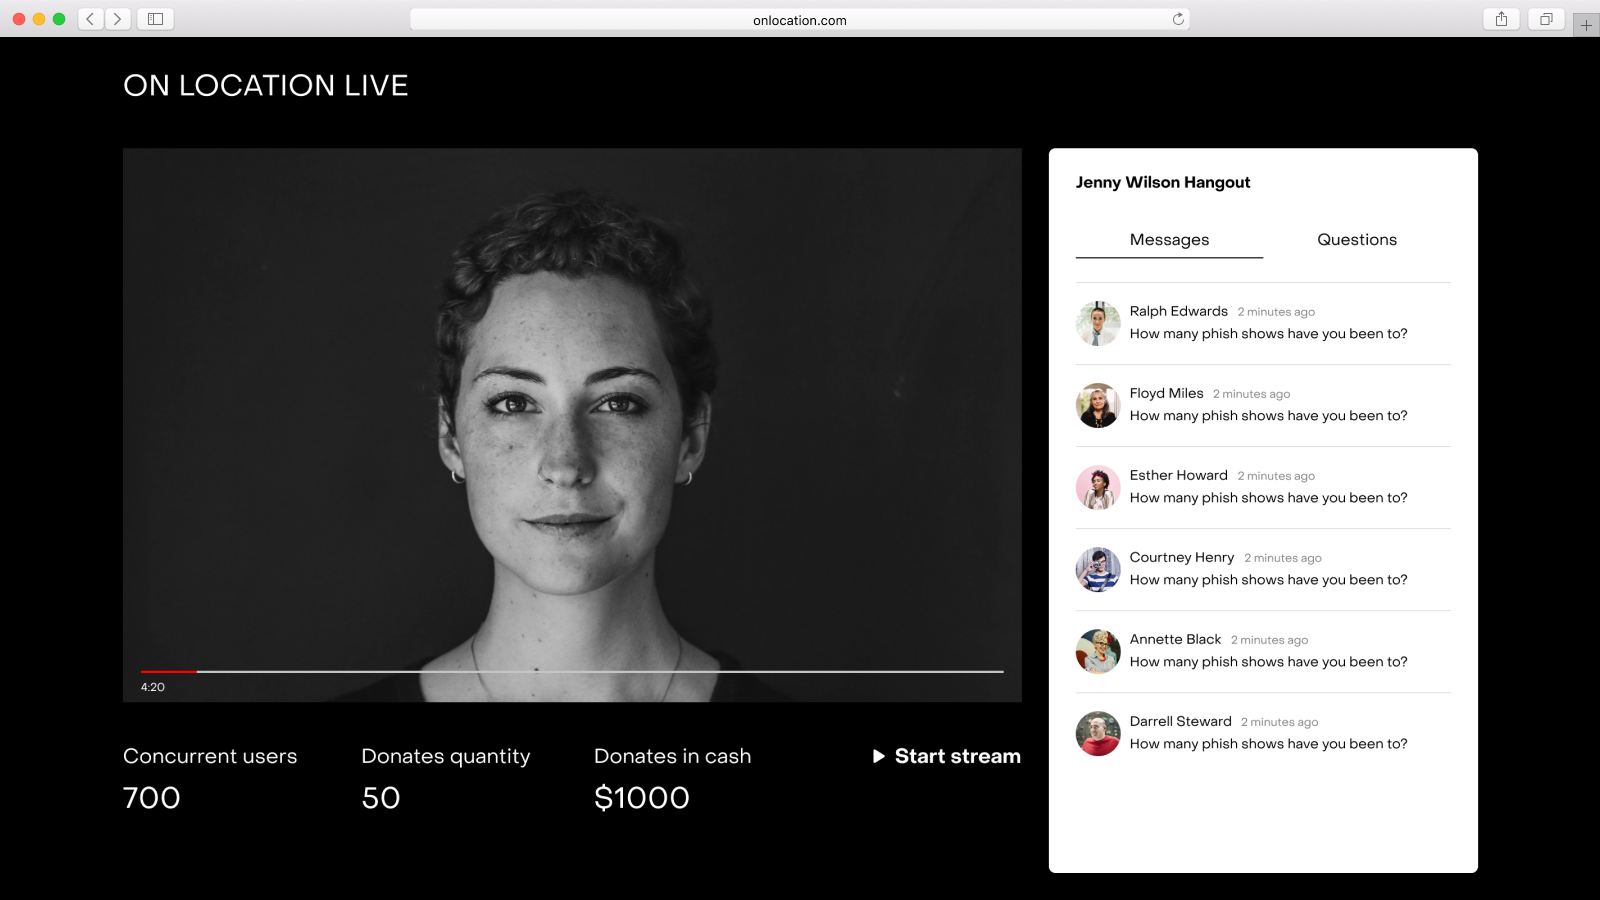 onlocation.com
ON LOCATION LIVE
4:20
Concurrent users
700
Donates quantity
50
Donates in cash
$1000
Start stream
Jenny Wilson Hangout
Messages
Questions
Ralph Edwards 2 minutes ago
How many phish shows have you been to?
Floyd Miles 2 minutes ago
How many phish shows have you been to?
Esther Howard 2 minutes ago
How many phish shows have you been to?
Courtney Henry 2 minutes ago
How many phish shows have you been to?
Annette Black 2 minutes ago
How many phish shows have you been to?
Darrell Steward 2 minutes ago
How many phish shows have you been to?